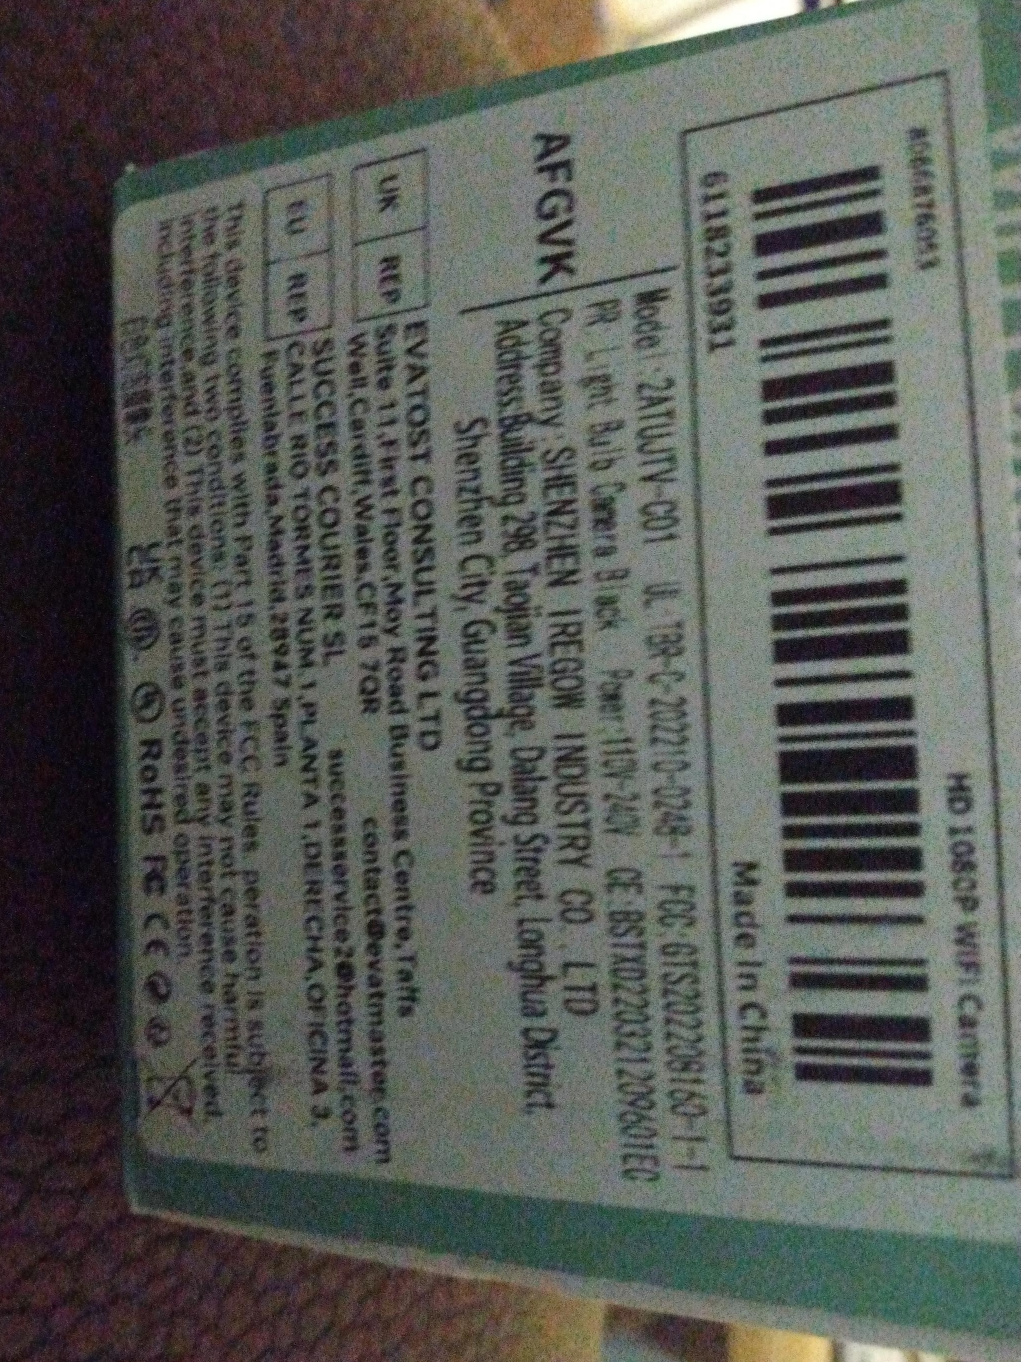 HD 1080P WiFi Camera
6118233931
Made In China
AFGVK
Model:2ATUJTV-C01 UL TBR-C-202210-0248-1 FCC:GTS2022208160-1-1
PR Light Bulb Camera Black Power:110V-240V CE:BSTXD220321209601EC
Company:SHENZHEN IREGON INDUSTRY CO.,LTD
Address:Building 298, Taojian Village, Dalang Street, Longhua District,
Shenzhen City, Guangdong Province
UK REP
EVATOST CONSULTING LTD
Suite 11,First Floor,Moy Road Business Centre,Taffs
Well,Cardiff,Wales,CF15 7QR contact@evatmaster.com
EU REP
SUCCESS COURIER SL successservice2@hotmail.com
CALLE RIO TORMES NUM.1,PLANTA 1,DERECHA,OFICINA 3,
Fuenlabrada,Madrid,28947 Spain
This device complies with Part 15 of the FCC Rules. peration is subject to
the following two conditions: (1) This device may not cause harmful
interference,and (2) This device must accept any interference received,
including interference that may cause undesired operation.
UK CA RoHS FC CE